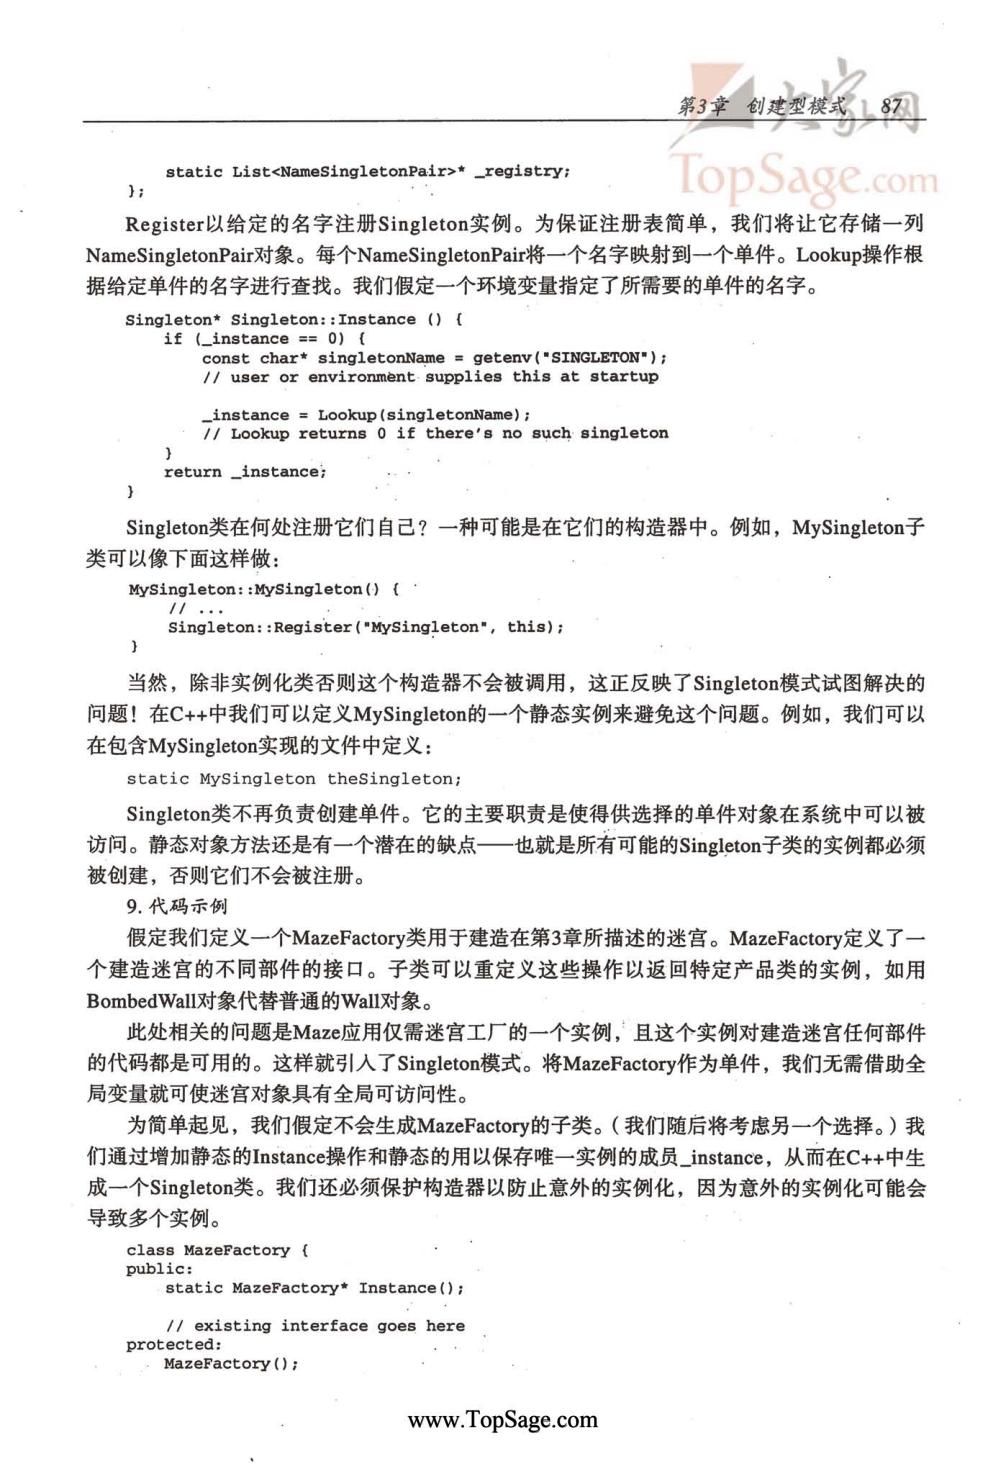 第3章 创建型模式 87
大家网
TopSage.com
static List<NameSingletonPair>* _registry;
};
Register以给定的名字注册Singleton实例。为保证注册表简单，我们将让它存储一列
NameSingletonPair对象。每个NameSingletonPair将一个名字映射到一个单件。Lookup操作根
据给定单件的名字进行查找。我们假定一个环境变量指定了所需要的单件的名字。
Singleton* Singleton::Instance () {
if (_instance == 0) {
const char* singletonName = getenv("SINGLETON");
// user or environment supplies this at startup
_instance = Lookup(singletonName);
// Lookup returns 0 if there's no such singleton
}
return _instance;
}
Singleton类在何处注册它们自己？一种可能是在它们的构造器中。例如，MySingleton子
类可以像下面这样做：
MySingleton::MySingleton() {
// ...
Singleton::Register("MySingleton", this);
}
当然，除非实例化类否则这个构造器不会被调用，这正反映了Singleton模式试图解决的
问题！在C++中我们可以定义MySingleton的一个静态实例来避免这个问题。例如，我们可以
在包含MySingleton实现的文件中定义：
static MySingleton theSingleton;
Singleton类不再负责创建单件。它的主要职责是使得供选择的单件对象在系统中可以被
访问。静态对象方法还是有一个潜在的缺点——也就是所有可能的Singleton子类的实例都必须
被创建，否则它们不会被注册。
9. 代码示例
假定我们定义一个MazeFactory类用于建造在第3章所描述的迷宫。MazeFactory定义了一
个建造迷宫的不同部件的接口。子类可以重定义这些操作以返回特定产品类的实例，如用
BombedWall对象代替普通的Wall对象。
此处相关的问题是Maze应用仅需迷宫工厂的一个实例，且这个实例对建造迷宫任何部件
的代码都是可用的。这样就引入了Singleton模式。将MazeFactory作为单件，我们无需借助全
局变量就可使迷宫对象具有全局可访问性。
为简单起见，我们假定不会生成MazeFactory的子类。（我们随后将考虑另一个选择。）我
们通过增加静态的Instance操作和静态的用以保存唯一实例的成员_instance，从而在C++中生
成一个Singleton类。我们还必须保护构造器以防止意外的实例化，因为意外的实例化可能会
导致多个实例。
class MazeFactory {
public:
static MazeFactory* Instance();
// existing interface goes here
protected:
MazeFactory();
www.TopSage.com